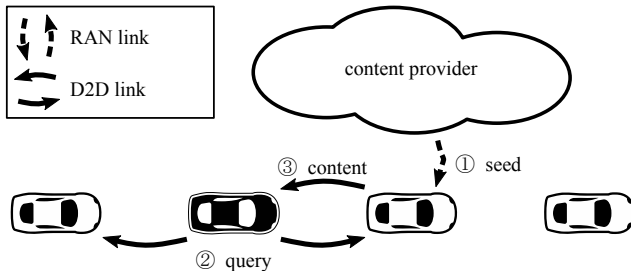 RAN link
D2D link
content provider
① seed
③ content
② query